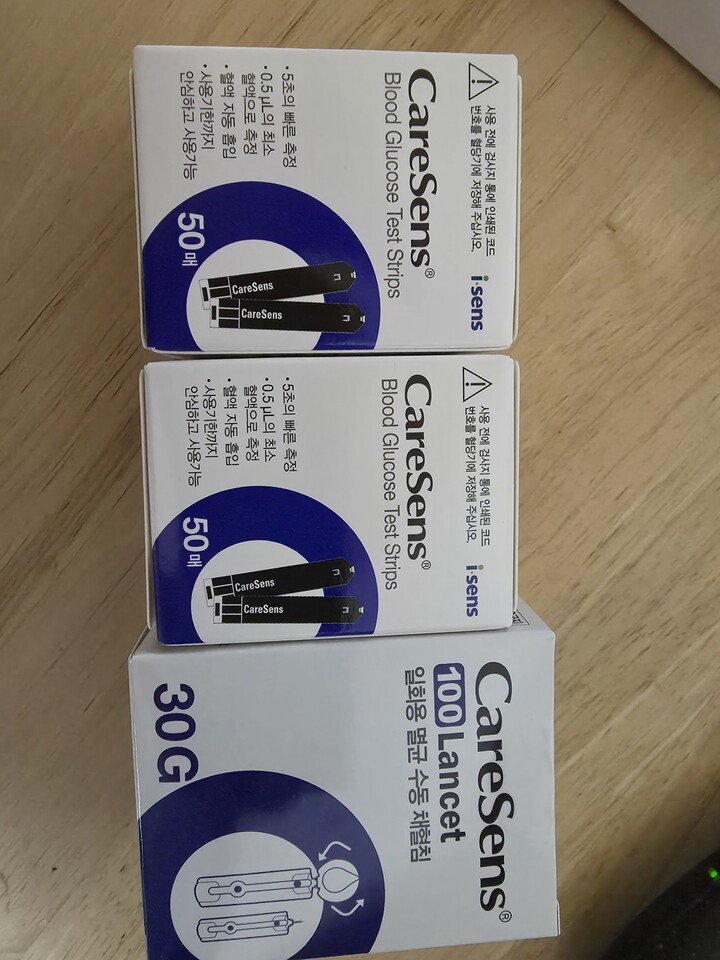 사용 전에 검사지 통에 인쇄된 코드
번호를 혈당기에 저장해 주십시오.
i·sens
CareSens®
Blood Glucose Test Strips
·5초의 빠른 측정
·0.5 μL의 최소
혈액으로 측정
·혈액 자동 흡입
·사용기한까지
안심하고 사용가능
50매
CareSens
CareSens
사용 전에 검사지 통에 인쇄된 코드
번호를 혈당기에 저장해 주십시오.
i·sens
CareSens®
Blood Glucose Test Strips
·5초의 빠른 측정
·0.5 μL의 최소
혈액으로 측정
·혈액 자동 흡입
·사용기한까지
안심하고 사용가능
50매
CareSens
CareSens
CareSens®
100 Lancet
일회용 멸균 수동 채혈침
30G